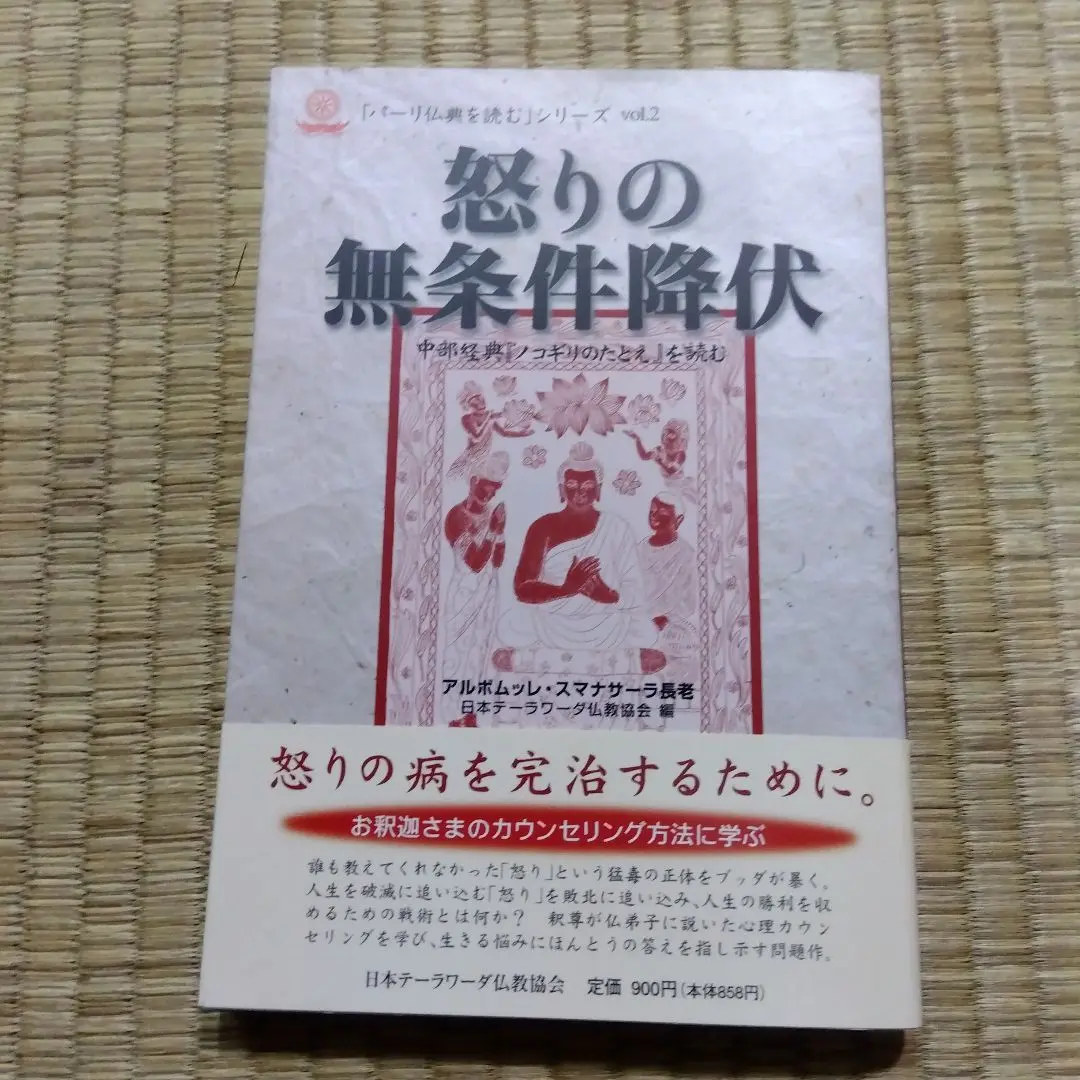 「パーリ仏典を読む」シリーズ vol.2
怒りの
無条件降伏
中部経典『ノコギリのたとえ』を読む
アルボムッレ・スマナサーラ長老
日本テーラワーダ仏教協会 編
怒りの病を完治するために。
お釈迦さまのカウンセリング方法に学ぶ
誰も教えてくれなかった「怒り」という猛毒の正体をブッダが暴く。
人生を破滅に追い込む「怒り」を敗北に追い込み、人生の勝利を収
めるための戦術とは何か? 釈尊が仏弟子に説いた心理カウン
セリングを学び、生きる悩みにほんとうの答えを指し示す問題作。
日本テーラワーダ仏教協会 定価 900円(本体858円)